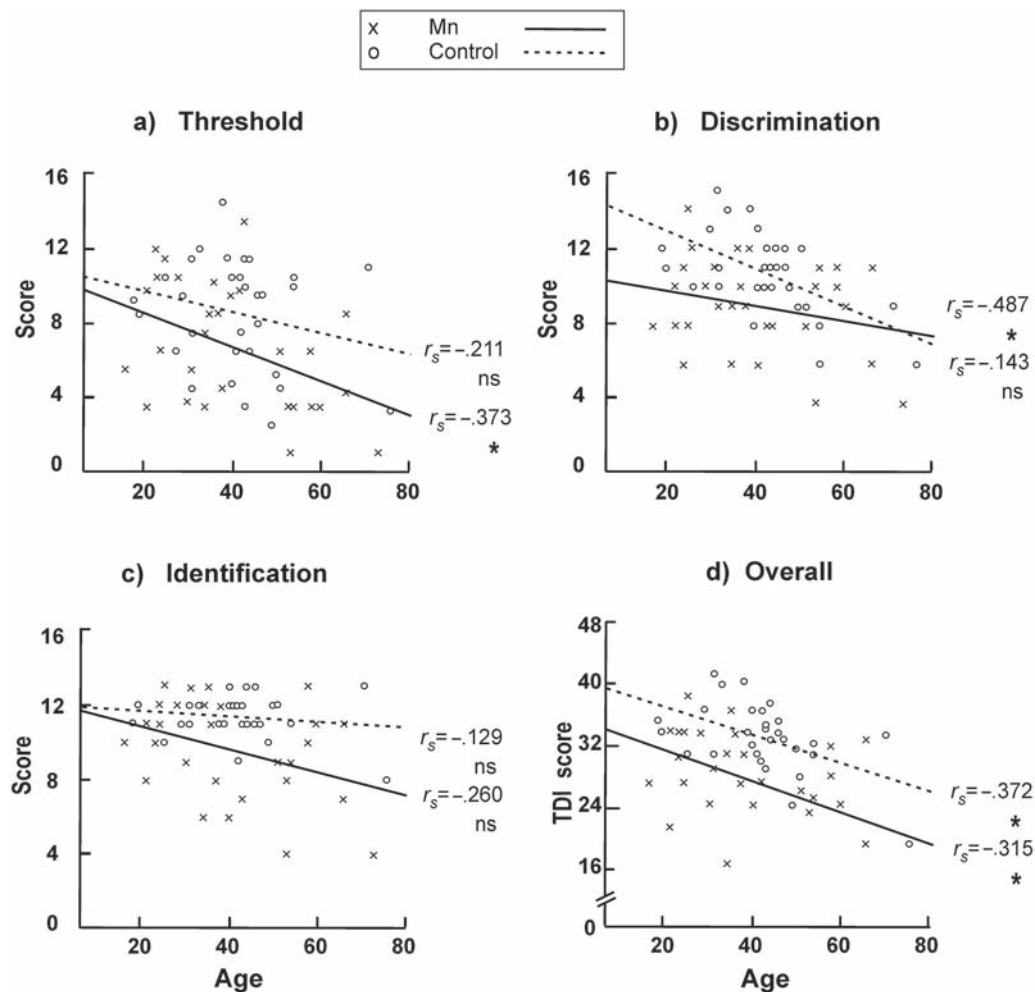 x Mn
o Control
a) Threshold
Score
16
12
8
4
0
20 40 60 80
rs=–.211
ns
rs=–.373
*
b) Discrimination
Score
16
12
8
4
0
20 40 60 80
rs=–.487
*
rs=–.143
ns
c) Identification
Score
16
12
8
4
0
20 40 60 80
Age
rs=–.129
ns
rs=–.260
ns
d) Overall
TDI score
48
40
32
24
16
0
20 40 60 80
Age
rs=–.372
*
rs=–.315
*